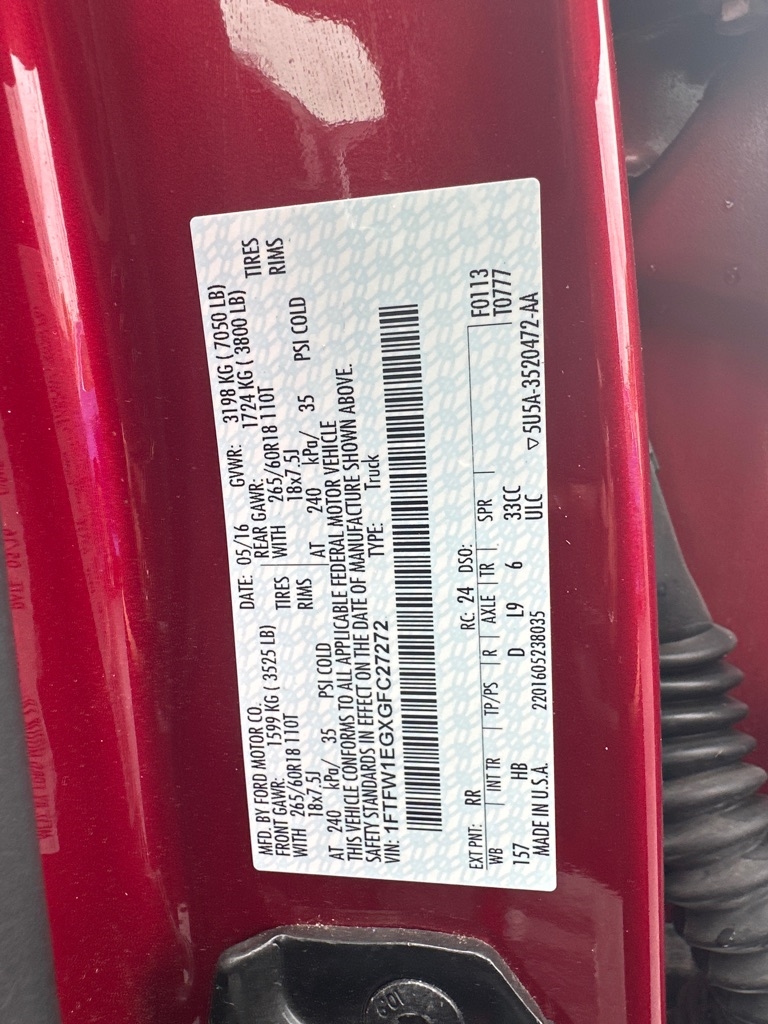 MFD. BY FORD MOTOR CO. DATE: 05/16 GVWR: 3198 KG ( 7050 LB)
FRONT GAWR: 1599 KG ( 3525 LB) REAR GAWR: 1724 KG ( 3800 LB)
WITH 265/60R18 110T TIRES WITH 265/60R18 110T TIRES
18x7.5J RIMS 18x7.5J RIMS
AT 240 kPa/ 35 PSI COLD AT 240 kPa/ 35 PSI COLD
THIS VEHICLE CONFORMS TO ALL APPLICABLE FEDERAL MOTOR VEHICLE
SAFETY STANDARDS IN EFFECT ON THE DATE OF MANUFACTURE SHOWN ABOVE.
VIN: 1FTFW1EGXGFC27272 TYPE: Truck
EXT PNT: RR RC: 24 DSO: F0113
WB INT TR TP/PS R AXLE TR SPR T0777
157 HB D L9 6 33CC
MADE IN U.S.A. 2201605238035 ULC ▽5U5A-3520472-AA